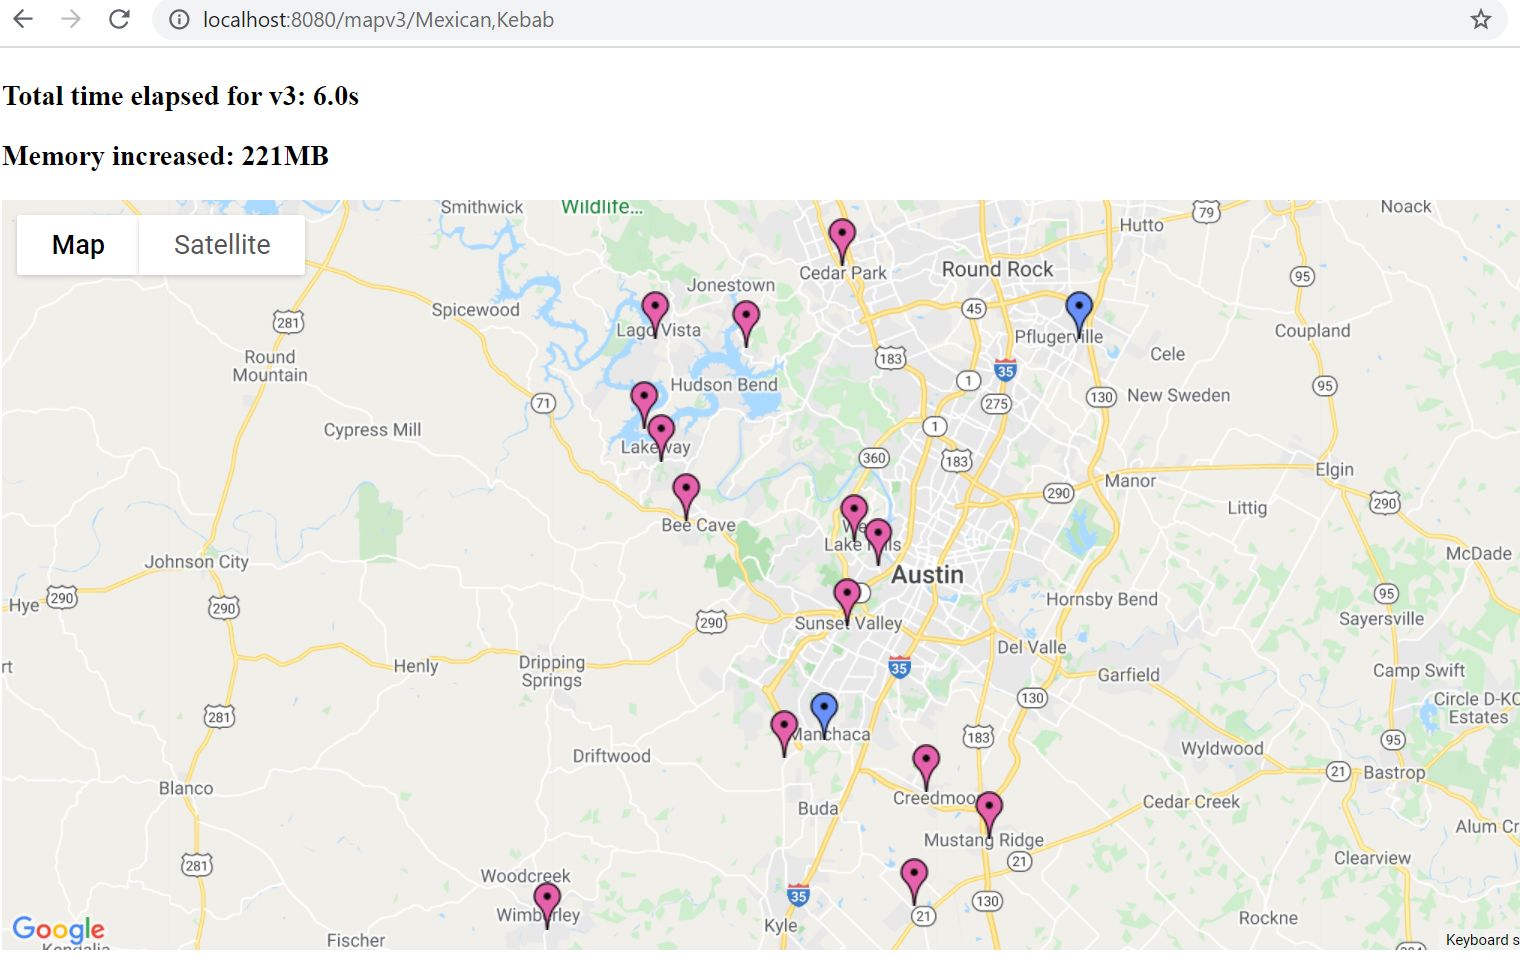 localhost:8080/mapv3/Mexican,Kebab
Total time elapsed for v3: 6.0s
Memory increased: 221MB
Map
Satellite
Smithwick
Wildlife...
79
Noack
Hutto
Cedar Park
Round Rock
95
Jonestown
Spicewood
45
281
Lago Vista
Pflugerville
Coupland
Round
Mountain
183
Cele
35
Hudson Bend
1
95
71
275
130
New Sweden
Cypress Mill
1
Lakeway
360
183
Elgin
Manor
290
290
Littig
Bee Cave
Lake
McDade
Johnson City
Austin
Hye
290
290
Hornsby Bend
95
290
Sunset Valley
Sayersville
rt
Henly
Dripping
Springs
35
Del Valle
Garfield
Camp Swift
130
Circle D-KC
Estates
281
Manchaca
183
95
Driftwood
Wyldwood
21
Bastrop
Blanco
Creedmoor
Buda
Cedar Creek
Mustang Ridge
Alum Cr
281
21
Clearview
Woodcreek
35
130
Wimberley
21
Kyle
Rockne
Google
Fischer
Kendalia
Keyboard s